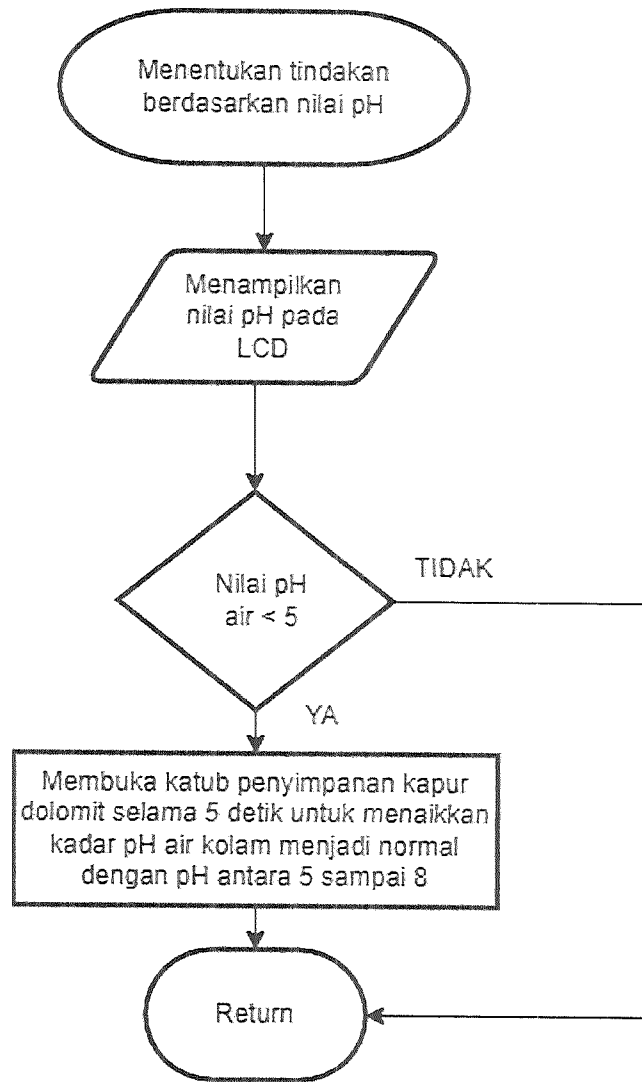 Menentukan tindakan
berdasarkan nilai pH
Menampilkan
nilai pH pada
LCD
Nilai pH
air < 5
TIDAK
YA
Membuka katub penyimpanan kapur
dolomit selama 5 detik untuk menaikkan
kadar pH air kolam menjadi normal
dengan pH antara 5 sampai 8
Return